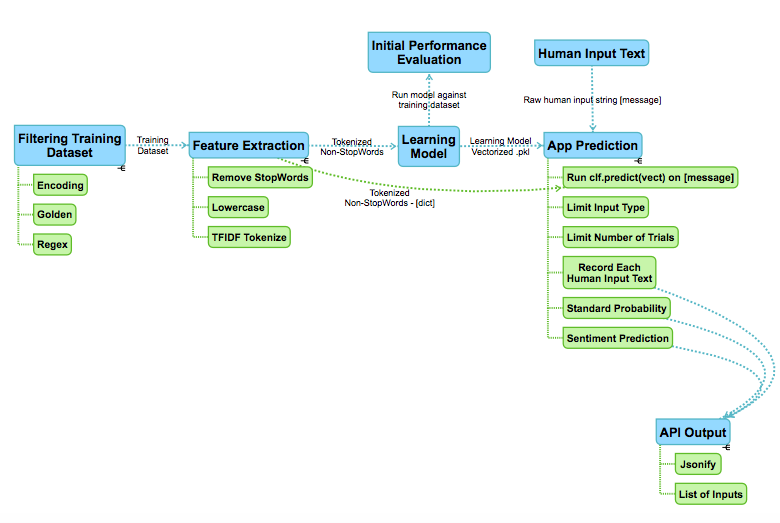 Initial Performance
Evaluation
Human Input Text
Run model against
training dataset
Raw human input string [message]
Filtering Training
Dataset
Training
Dataset
Feature Extraction
Tokenized
Non-StopWords
Learning
Model
Learning Model
Vectorized .pkl
App Prediction
Encoding
Golden
Regex
Remove StopWords
Lowercase
TFIDF Tokenize
Tokenized
Non-StopWords - [dict]
Run clf.predict(vect) on [message]
Limit Input Type
Limit Number of Trials
Record Each
Human Input Text
Standard Probability
Sentiment Prediction
API Output
Jsonify
List of Inputs